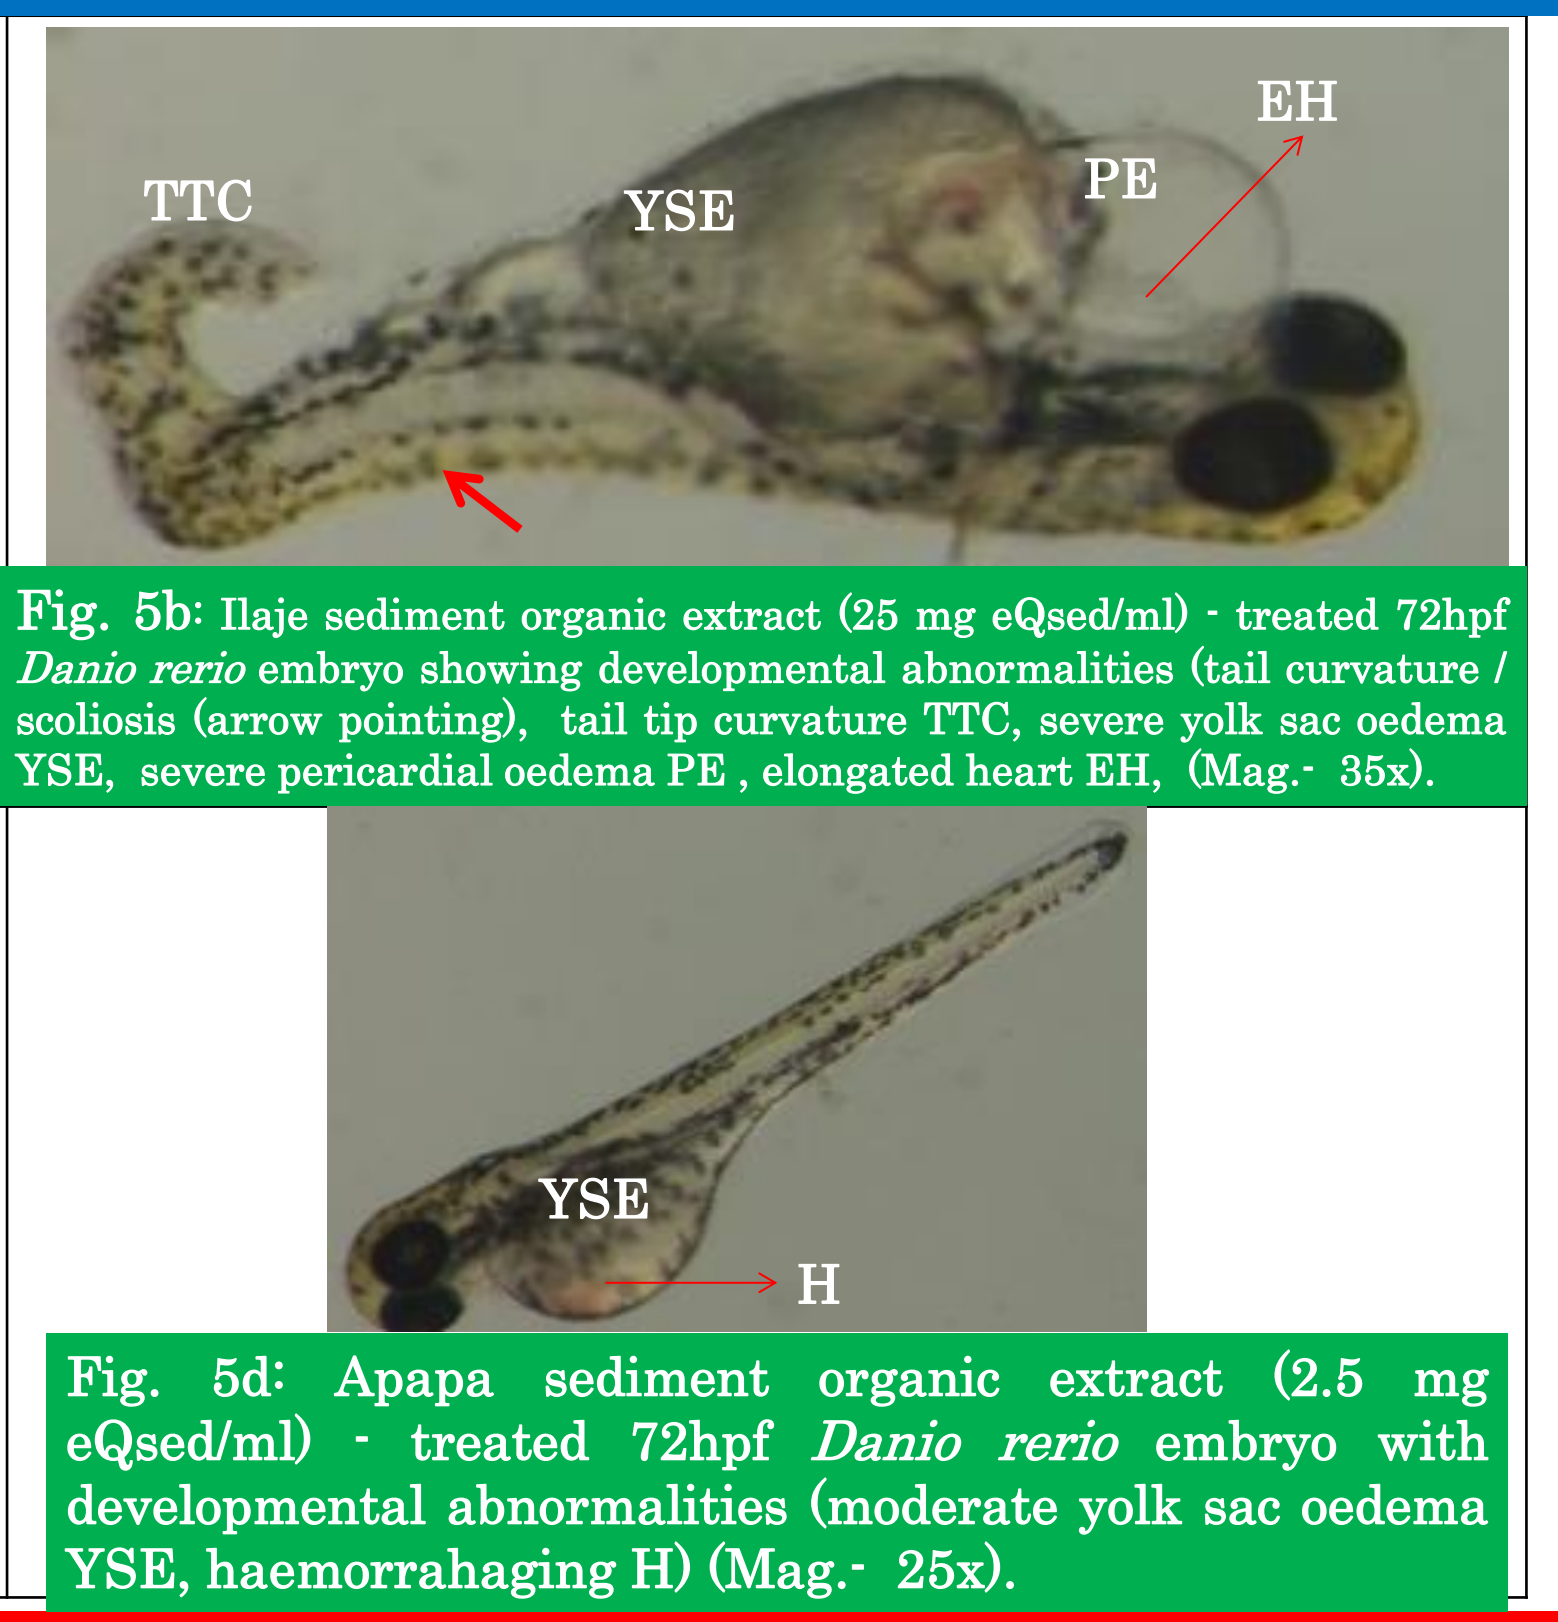 EH
PE
TTC
YSE
Fig. 5b: Ilaje sediment organic extract (25 mg eQsed/ml) - treated 72hpf
Danio rerio embryo showing developmental abnormalities (tail curvature /
scoliosis (arrow pointing), tail tip curvature TTC, severe yolk sac oedema
YSE, severe pericardial oedema PE , elongated heart EH, (Mag.- 35x).
YSE
H
Fig. 5d: Apapa sediment organic extract (2.5 mg
eQsed/ml) - treated 72hpf Danio rerio embryo with
developmental abnormalities (moderate yolk sac oedema
YSE, haemorrahaging H) (Mag.- 25x).